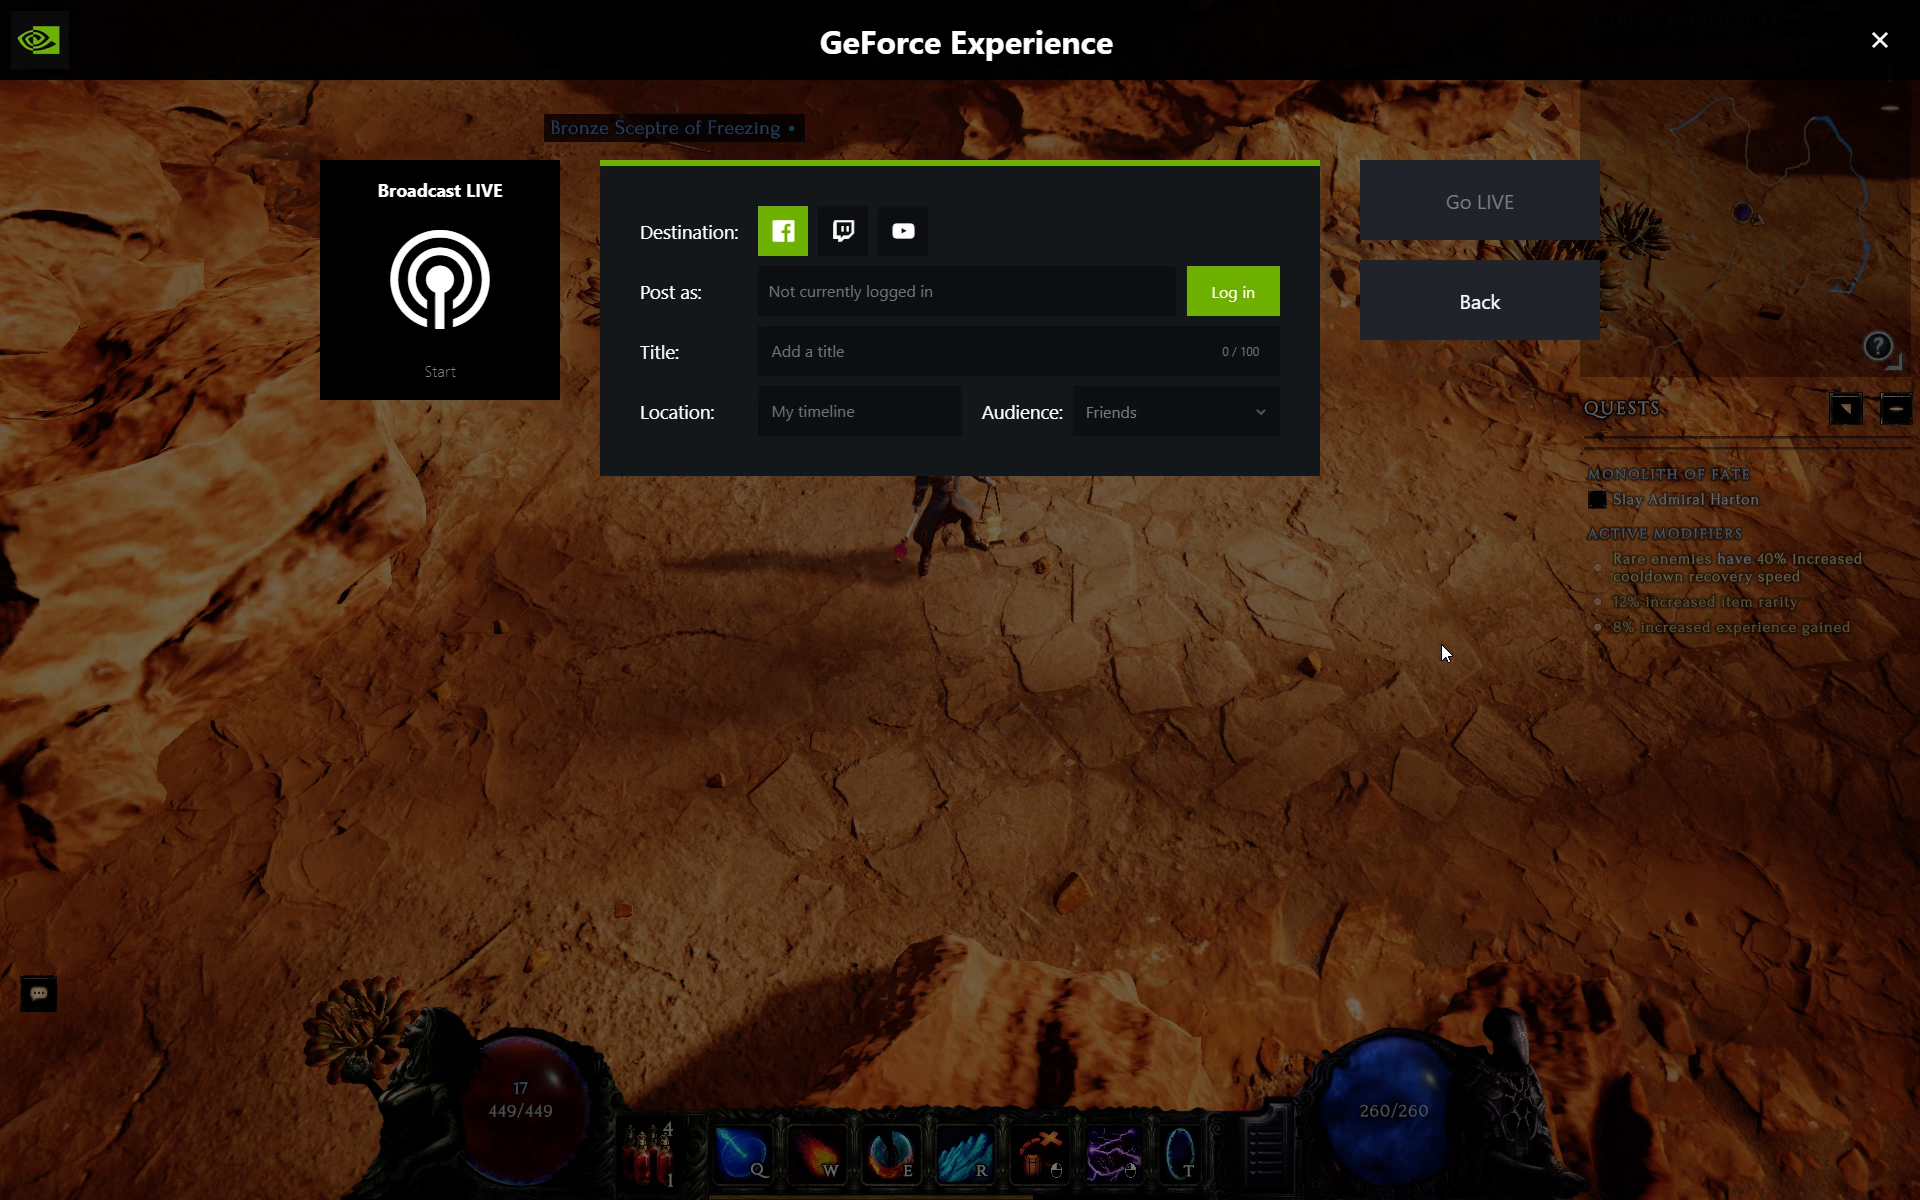 GeForce Experience
Bronze Sceptre of Freezing
Broadcast LIVE
Start
Destination:
Post as:
Not currently logged in
Log in
Title:
Add a title
0 / 100
Location:
My timeline
Audience:
Friends
Go LIVE
Back
?
QUESTS
MONOLITH OF FATE
Slay Admiral Harton
ACTIVE MODIFIERS
Rare enemies have 40% increased
cooldown recovery speed
12% increased item rarity
8% increased experience gained
17
449/449
4
1
Q
W
E
R
T
260/260